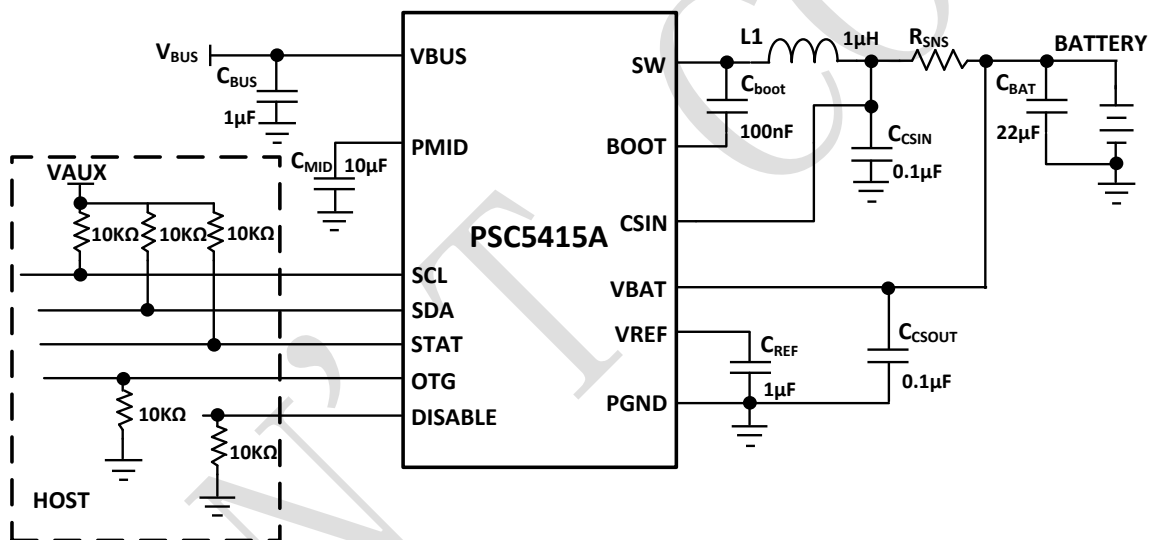 VBUS
CBUS
1µF
CMID
10µF
VAUX
10KΩ
10KΩ
10KΩ
10KΩ
10KΩ
HOST
VBUS
PMID
SCL
SDA
STAT
OTG
DISABLE
PSC5415A
SW
BOOT
CSIN
VBAT
VREF
PGND
L1
1µH
RSNS
BATTERY
Cboot
100nF
CCSIN
0.1µF
CBAT
22µF
CREF
1µF
CCSOUT
0.1µF